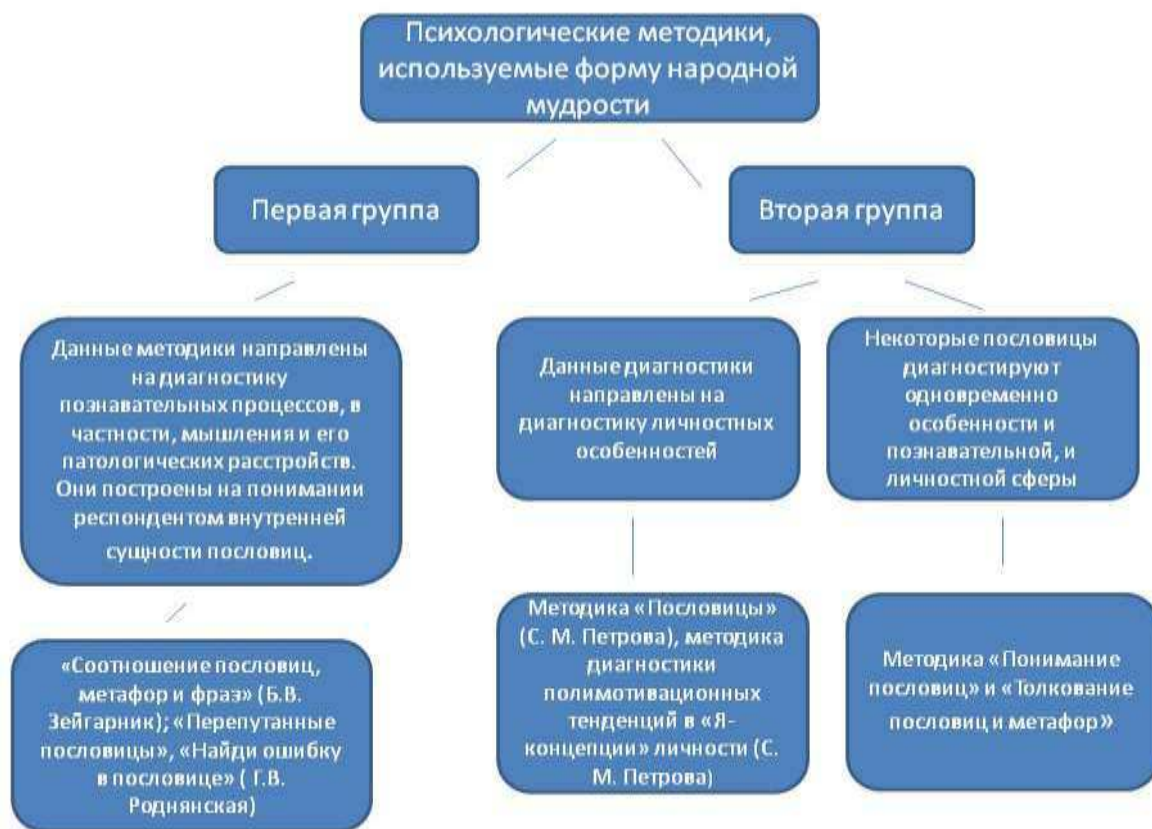 Психологические методики,
используемые форму народной
мудрости
Первая группа
Вторая группа
Данные методики направлены
на диагностику
познавательных процессов, в
частности, мышления и его
патологических расстройств.
Они построены на понимании
респондентом внутренней
сущности пословиц.
Данные диагностики
направлены на
диагностику личностных
особенностей
Некоторые пословицы
диагностируют
одновременно
особенности и
познавательной, и
личностной сферы
«Соотношение пословиц,
метафор и фраз» (Б.В.
Зейгарник); «Перепутанные
пословицы», «Найди ошибку
в пословице» ( Г.В.
Роднянская)
Методика «Пословицы»
(С. М. Петрова), методика
диагностики
полимотивационных
тенденций в «Я-
концепции» личности (С.
М. Петрова)
Методика «Понимание
пословиц» и «Толкование
пословиц и метафор»